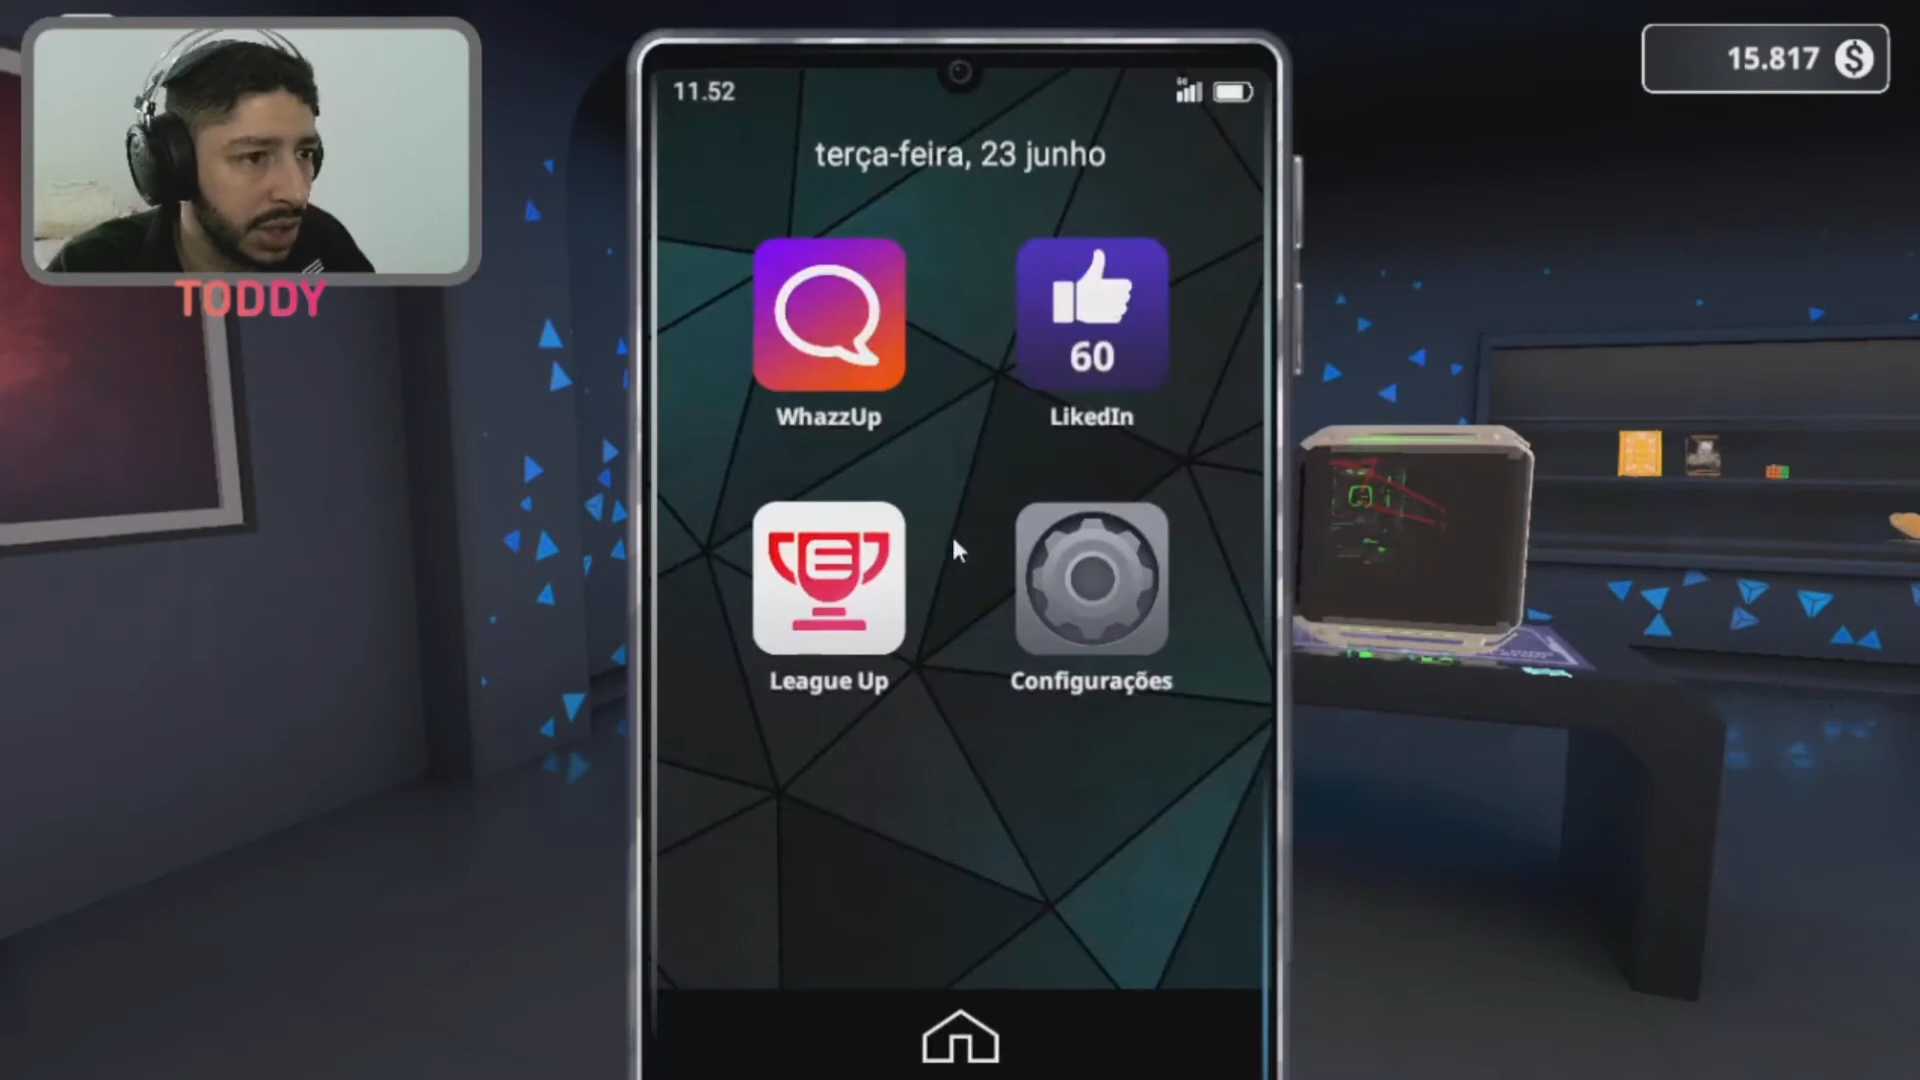 15.817
11.52
terça-feira, 23 junho
TODDY
60
WhazzUp
LikedIn
League Up
Configurações